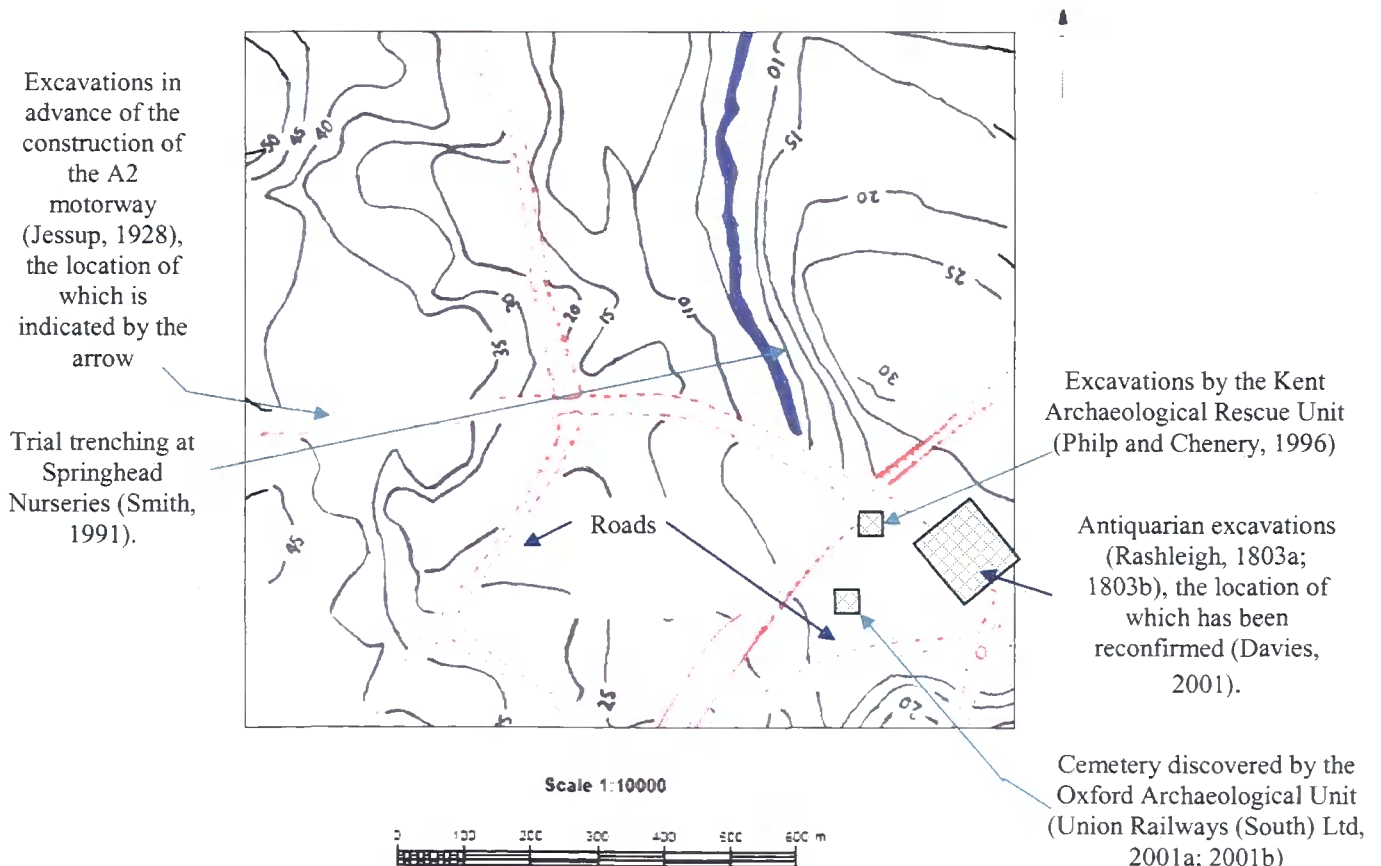 Excavations in
advance of the
construction of
the A2
motorway
(Jessup, 1928),
the location of
which is
indicated by the
arrow
Trial trenching at
Springhead
Nurseries (Smith,
1991).
50
45
40
35
30
20
15
10
10
15
20
25
30
45
25
20
Roads
Excavations by the Kent
Archaeological Rescue Unit
(Philp and Chenery, 1996)
Antiquarian excavations
(Rashleigh, 1803a;
1803b), the location of
which has been
reconfirmed (Davies,
2001).
Cemetery discovered by the
Oxford Archaeological Unit
(Union Railways (South) Ltd,
2001a; 2001b)
Scale 1:10000
0 100 200 300 400 500 600 m